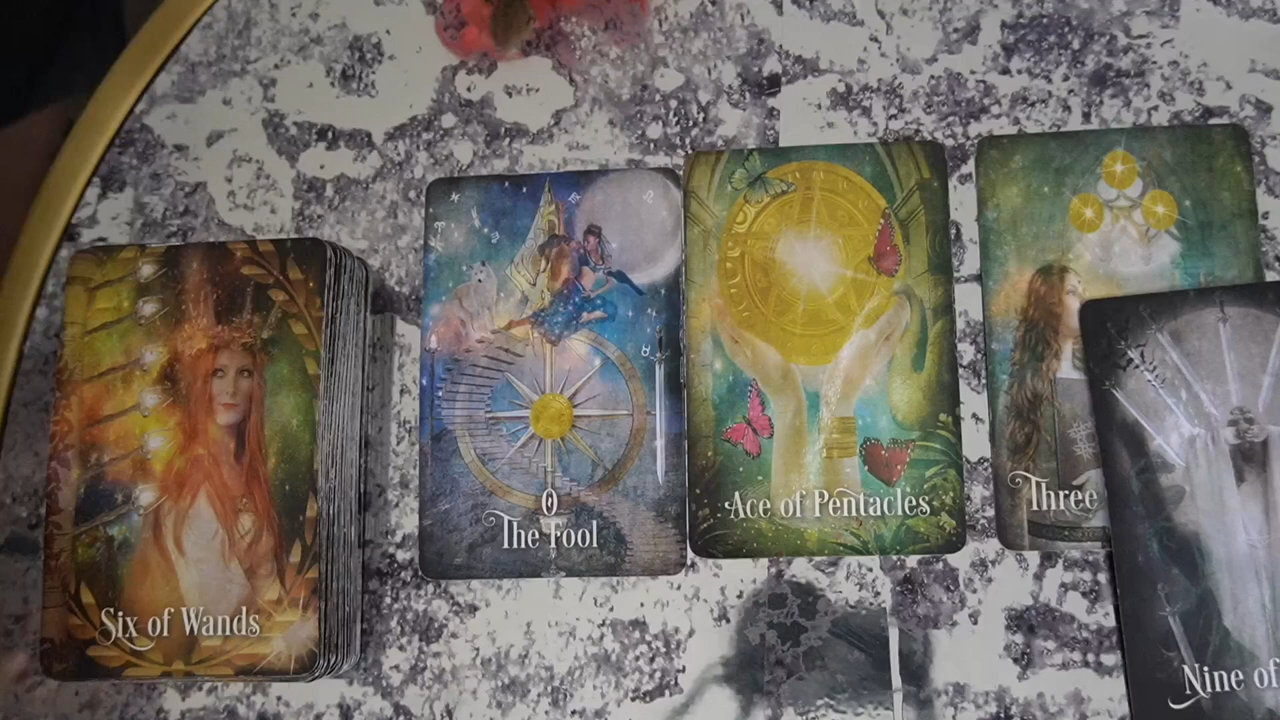 Six of Wands
0
The Fool
Ace of Pentacles
Three
Nine of